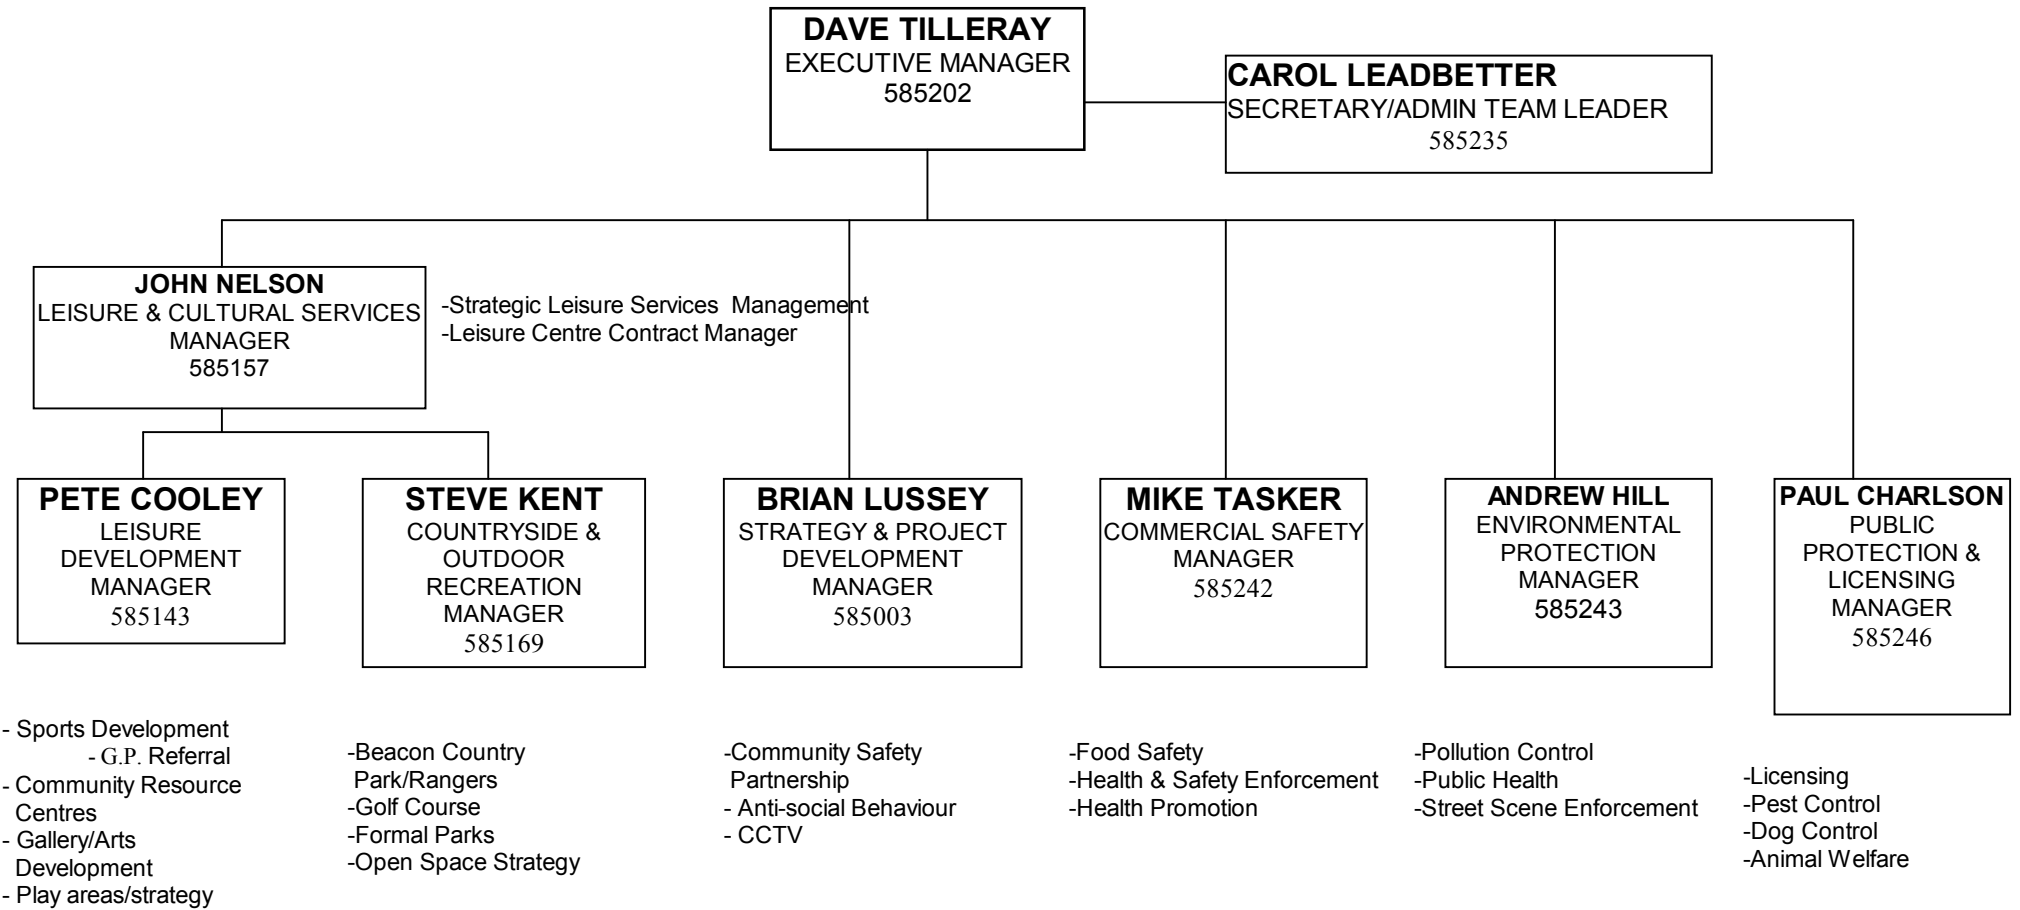 DAVE TILLERAY
EXECUTIVE MANAGER
585202
CAROL LEADBETTER
SECRETARY/ADMIN TEAM LEADER
585235
JOHN NELSON
LEISURE & CULTURAL SERVICES
MANAGER
585157
-Strategic Leisure Services  Management
-Leisure Centre Contract Manager
PETE COOLEY
LEISURE
DEVELOPMENT
MANAGER
585143
STEVE KENT
COUNTRYSIDE &
OUTDOOR
RECREATION
MANAGER
585169
BRIAN LUSSEY
STRATEGY & PROJECT
DEVELOPMENT
MANAGER
585003
MIKE TASKER
COMMERCIAL SAFETY
MANAGER
585242
ANDREW HILL
ENVIRONMENTAL
PROTECTION
MANAGER
585243
PAUL CHARLSON
PUBLIC
PROTECTION &
LICENSING
MANAGER
585246
- Sports Development
- G.P. Referral
- Community Resource
Centres
- Gallery/Arts
Development
- Play areas/strategy
-Beacon Country
Park/Rangers
-Golf Course
-Formal Parks
-Open Space Strategy
-Community Safety
Partnership
- Anti-social Behaviour
- CCTV
-Food Safety
-Health & Safety Enforcement
-Health Promotion
-Pollution Control
-Public Health
-Street Scene Enforcement
-Licensing
-Pest Control
-Dog Control
-Animal Welfare